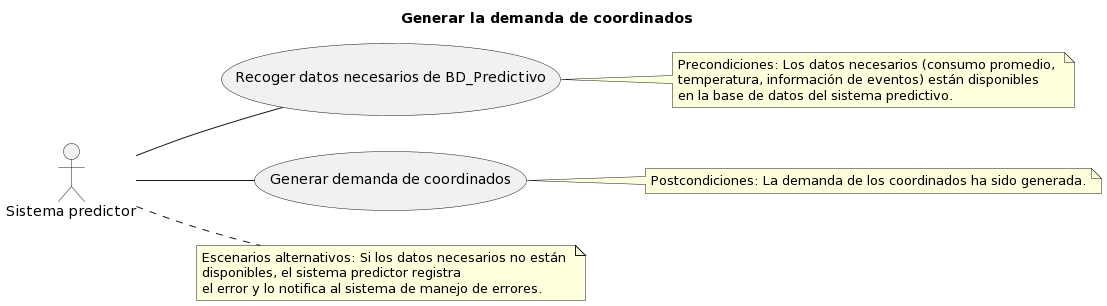 Generar la demanda de coordinados
Recoger datos necesarios de BD_Predictivo
Precondiciones: Los datos necesarios (consumo promedio,
temperatura, información de eventos) están disponibles
en la base de datos del sistema predictivo.
Sistema predictor
Generar demanda de coordinados
Postcondiciones: La demanda de los coordinados ha sido generada.
Escenarios alternativos: Si los datos necesarios no están
disponibles, el sistema predictor registra
el error y lo notifica al sistema de manejo de errores.